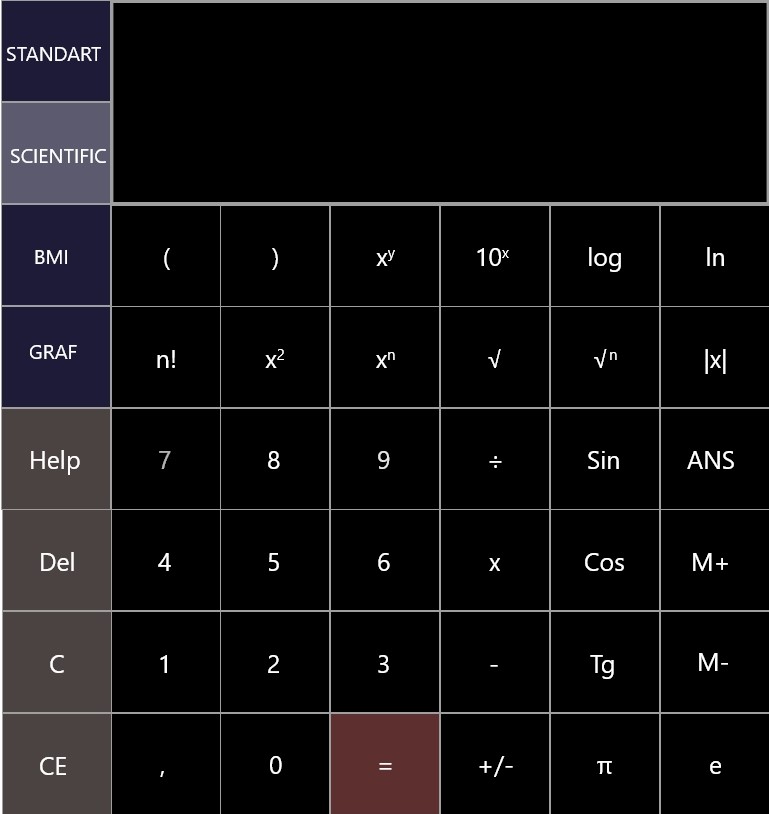 STANDART
SCIENTIFIC
BMI ( ) xʸ 10ˣ log ln
GRAF n! x² xⁿ √ √ⁿ |x|
Help 7 8 9 ÷ Sin ANS
Del 4 5 6 x Cos M+
C 1 2 3 - Tg M-
CE , 0 = +/- π e